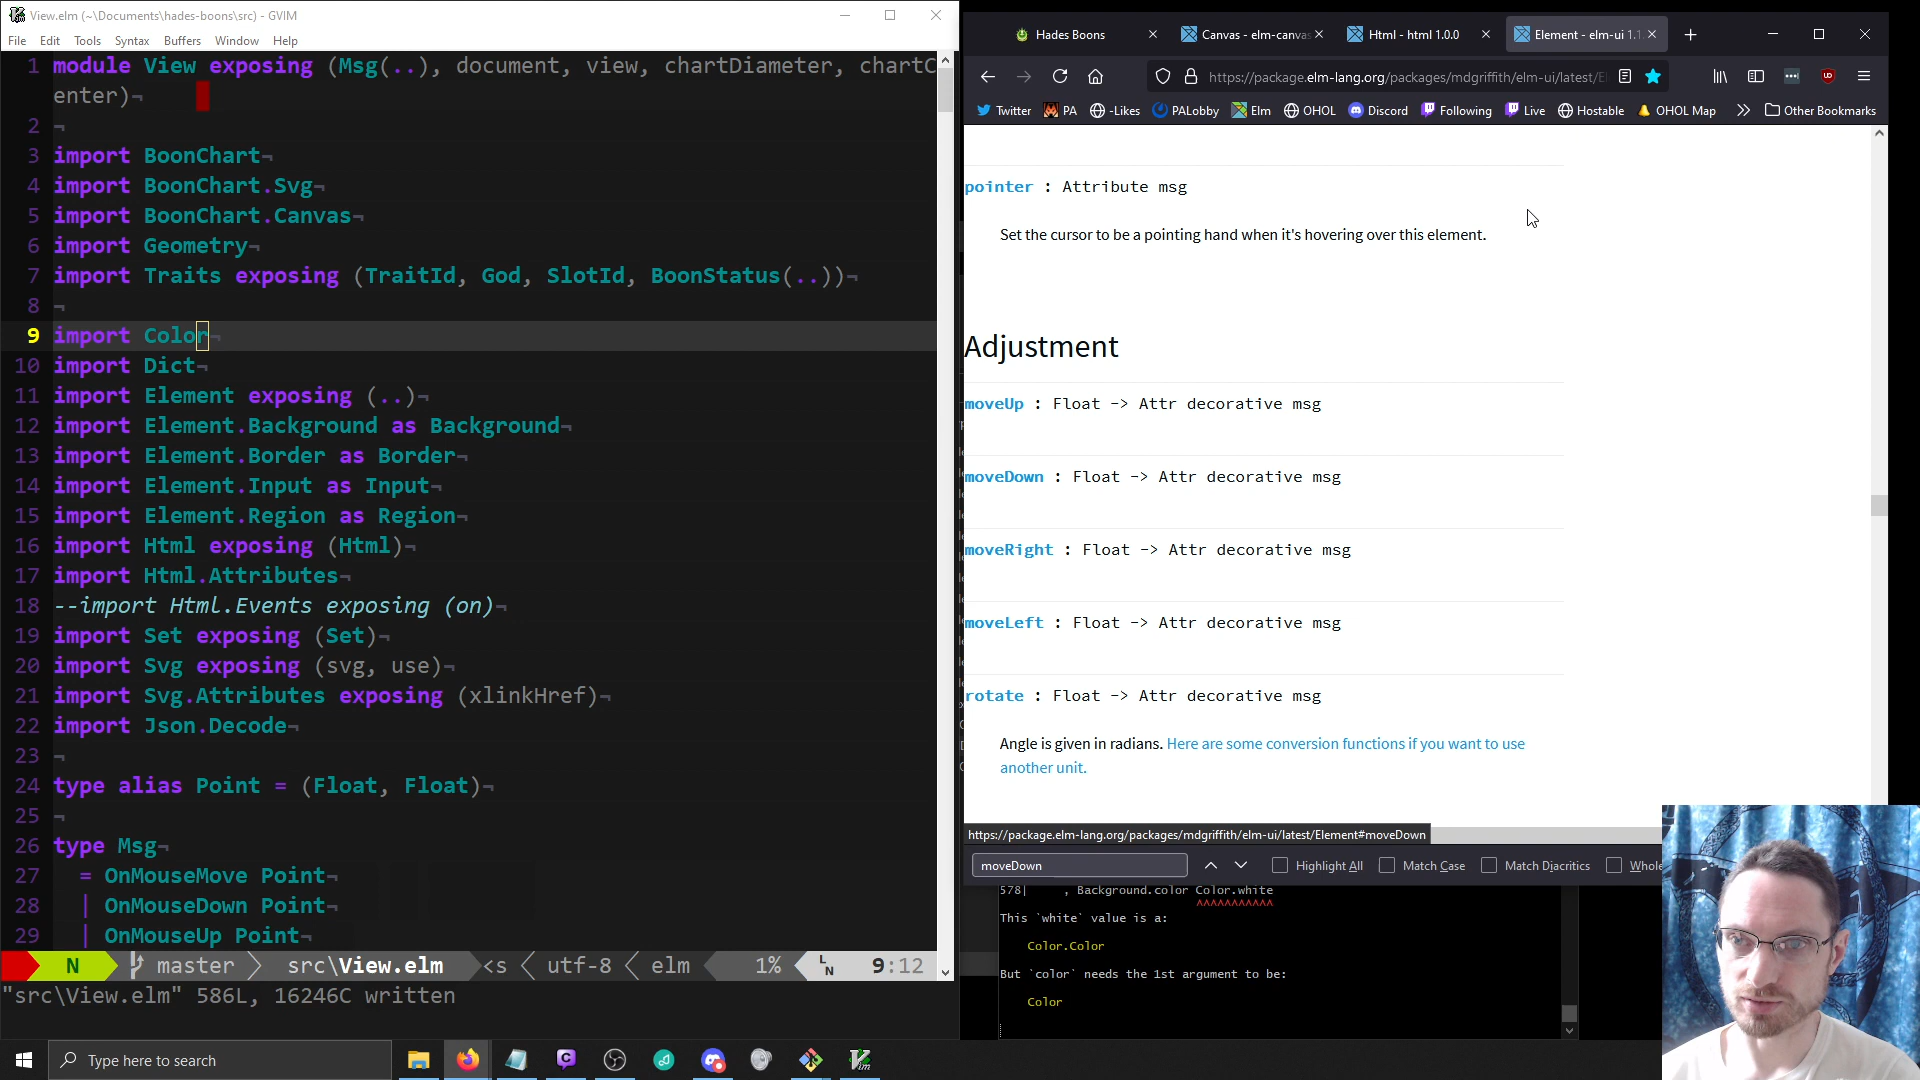 View.elm (~\Documents\hades-boons\src) - GVIM
File Edit Tools Syntax Buffers Window Help
1 module View exposing (Msg(..), document, view, chartDiameter, chartC
enter)¬
2 ¬
3 import BoonChart¬
4 import BoonChart.Svg¬
5 import BoonChart.Canvas¬
6 import Geometry¬
7 import Traits exposing (TraitId, God, SlotId, BoonStatus(..))¬
8 ¬
9 import Color¬
10 import Dict¬
11 import Element exposing (..)¬
12 import Element.Background as Background¬
13 import Element.Border as Border¬
14 import Element.Input as Input¬
15 import Element.Region as Region¬
16 import Html exposing (Html)¬
17 import Html.Attributes¬
18 --import Html.Events exposing (on)¬
19 import Set exposing (Set)¬
20 import Svg exposing (svg, use)¬
21 import Svg.Attributes exposing (xlinkHref)¬
22 import Json.Decode¬
23 ¬
24 type alias Point = (Float, Float)¬
25 ¬
26 type Msg¬
27 = OnMouseMove Point¬
28 | OnMouseDown Point¬
29 | OnMouseUp Point¬
N master src\View.elm <s utf-8 elm 1% LN 9:12
"src\View.elm" 586L, 16246C written
Hades Boons
Canvas - elm-canvas
Html - html 1.0.0
Element - elm-ui 1.1
https://package.elm-lang.org/packages/mdgriffith/elm-ui/latest/E
Twitter PA -Likes PALobby Elm OHOL Discord Following Live Hostable OHOL Map Other Bookmarks
pointer : Attribute msg
Set the cursor to be a pointing hand when it's hovering over this element.
Adjustment
moveUp : Float -> Attr decorative msg
moveDown : Float -> Attr decorative msg
moveRight : Float -> Attr decorative msg
moveLeft : Float -> Attr decorative msg
rotate : Float -> Attr decorative msg
Angle is given in radians. Here are some conversion functions if you want to use
another unit.
https://package.elm-lang.org/packages/mdgriffith/elm-ui/latest/Element#moveDown
moveDown Highlight All Match Case Match Diacritics Whole
578| , Background.color Color.white
^^^^^^^^^^^
This `white` value is a:
Color.Color
But `color` needs the 1st argument to be:
Color
Type here to search